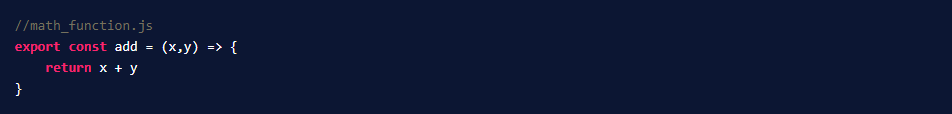 //math_function.js
export const add = (x,y) => {
    return x + y
}